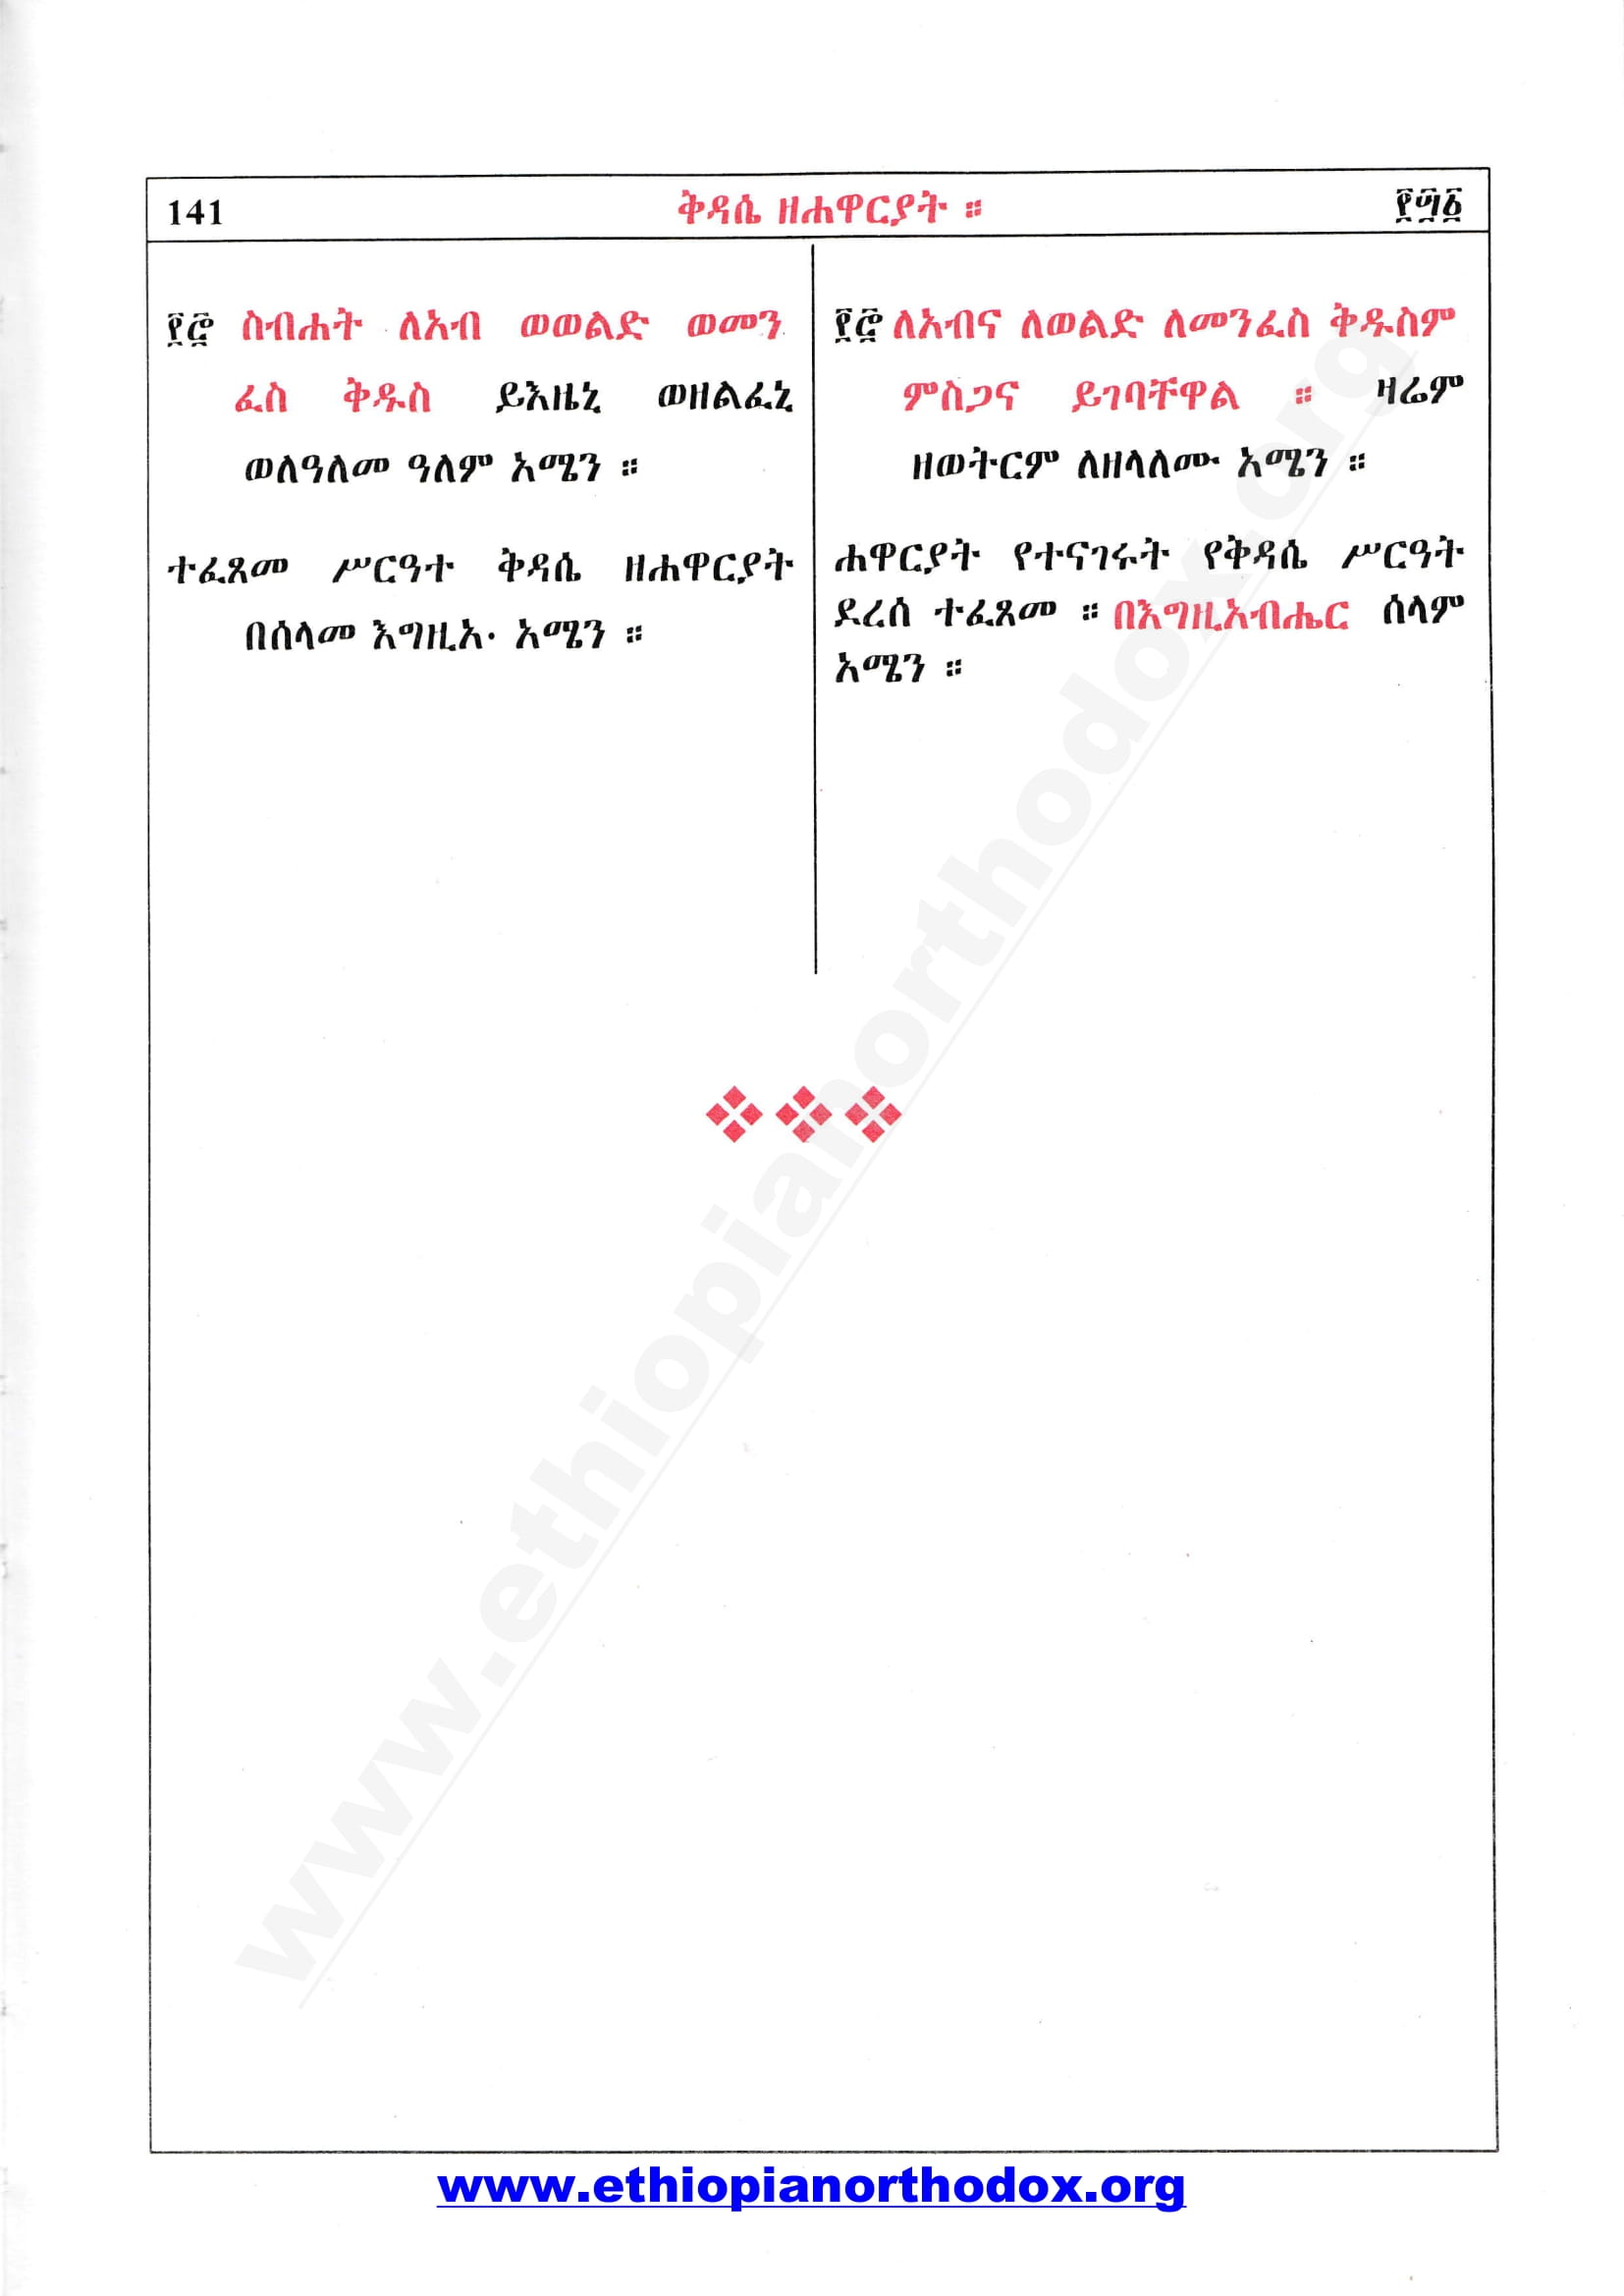 141
ቅዳሴ ዘሐዋርያት ።
፻፵፩
፻፸ ስብሐት ለአብ ወወልድ ወመን
ፈስ ቅዱስ ይእዜኒ ወዘልፈኒ
ወለዓለመ ዓለም አሜን ።
ተፈጸመ ሥርዓተ ቅዳሴ ዘሐዋርያት
በሰላመ እግዚአ· አሜን ።
፻፸ ለአብና ለወልድ ለመንፈስ ቅዱስም
ምስጋና ይገባቸዋል ። ዛሬም
ዘወትርም ለዘላለሙ አሜን ።
ሐዋርያት የተናገሩት የቅዳሴ ሥርዓት
ደረሰ ተፈጸመ ። በእግዚአብሔር ሰላም
አሜን ።
www.ethiopianorthodox.org
www.ethiopianorthodox.org